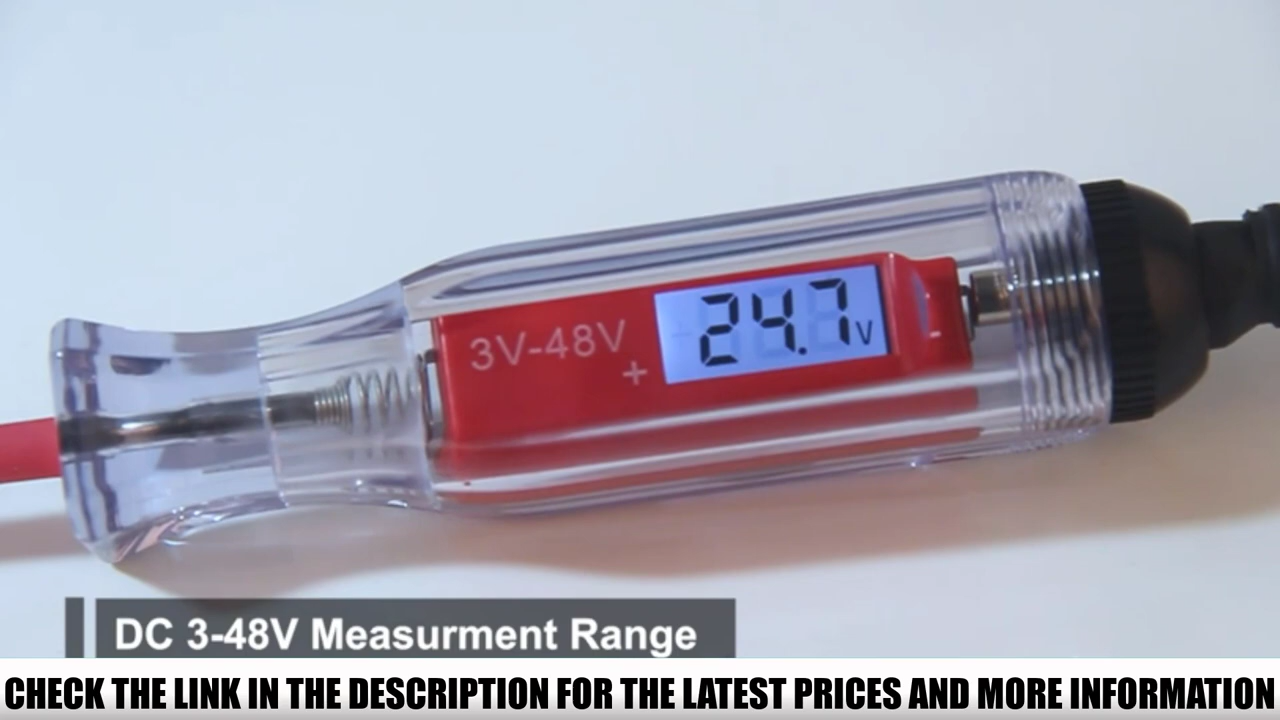 3V-48V
+
24.7V
-
DC 3-48V Measurment Range
CHECK THE LINK IN THE DESCRIPTION FOR THE LATEST PRICES AND MORE INFORMATION